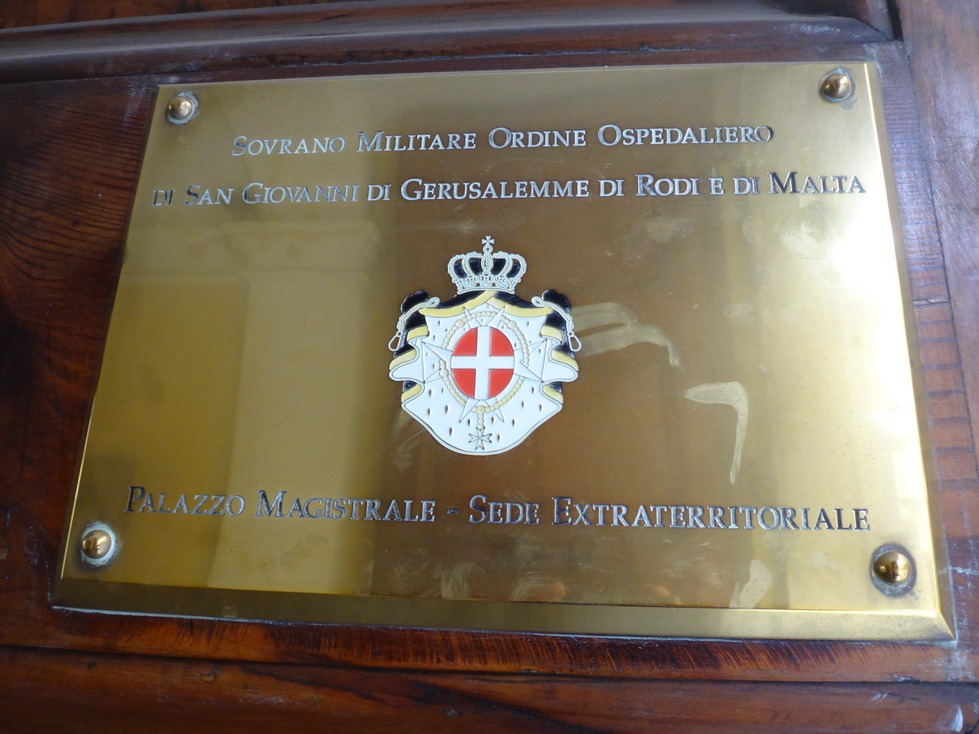 SOVRANO MILITARE ORDINE OSPEDALIERO
DI SAN GIOVANNI DI GERUSALEMME DI RODI E DI MALTA
PALAZZO MAGISTRALE - SEDE EXTRATERRITORIALE